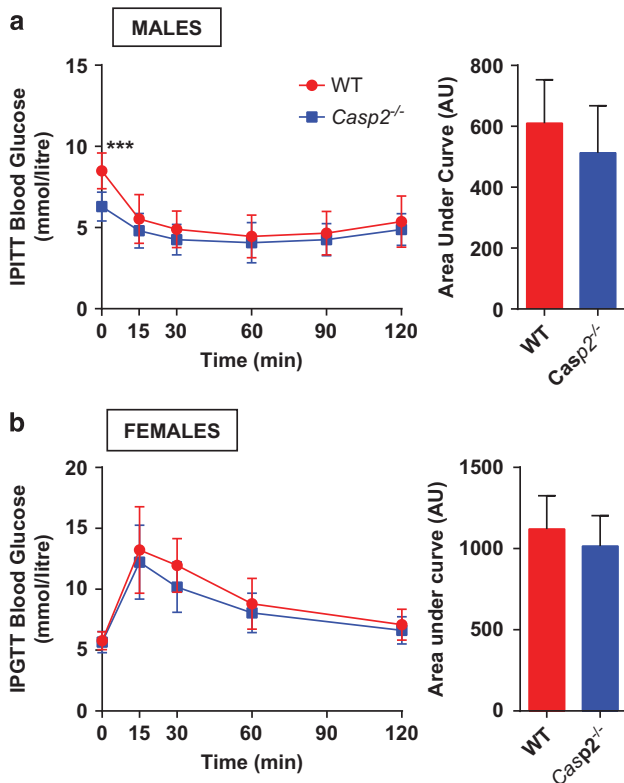 a
MALES
IPITT Blood Glucose
(mmol/litre)
15
10
5
0
***
WT
Casp2-/-
0 15 30 60 90 120
Time (min)
Area Under Curve (AU)
800
600
400
200
0
WT
Casp2-/-
b
FEMALES
IPGTT Blood Glucose
(mmol/litre)
20
15
10
5
0
0 15 30 60 90 120
Time (min)
Area under curve (AU)
1500
1000
500
0
WT
Casp2-/-